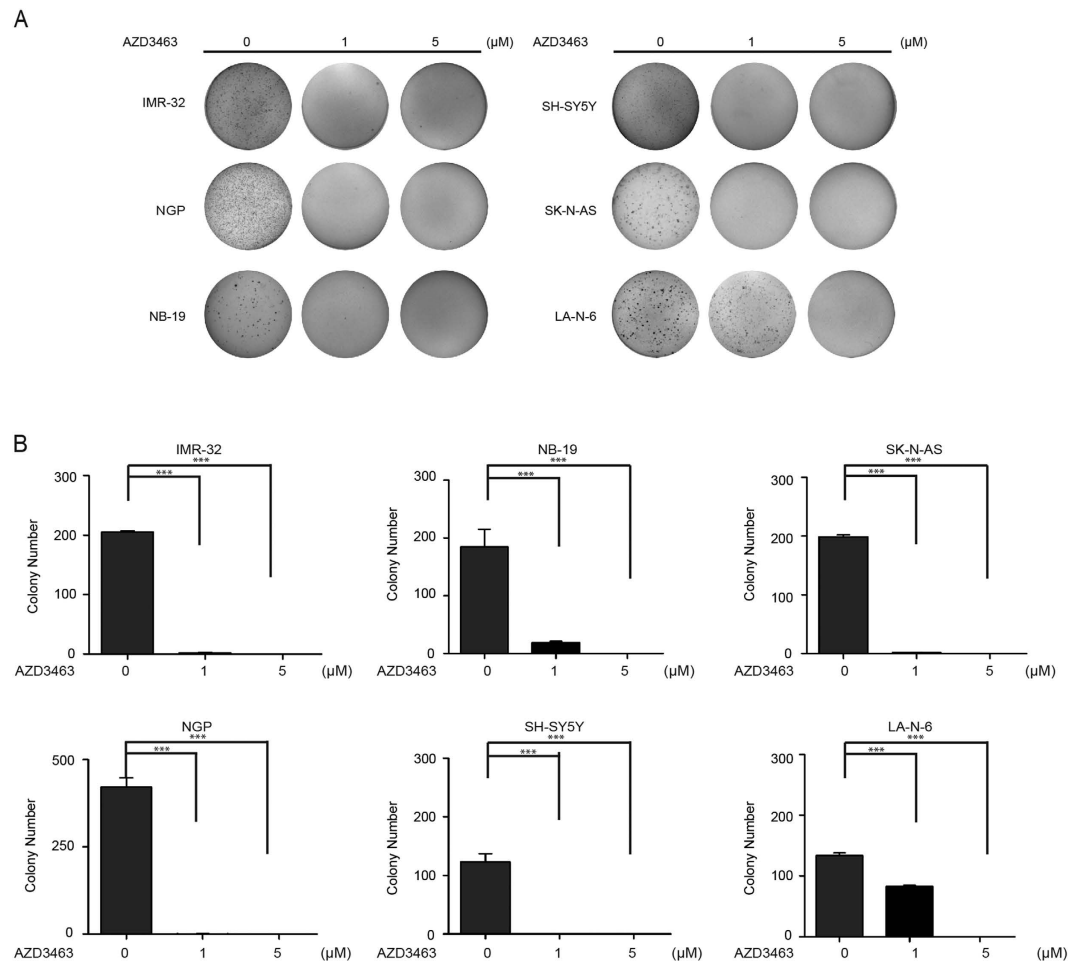 A
AZD3463 0 1 5 (μM)
IMR-32
NGP
NB-19
AZD3463 0 1 5 (μM)
SH-SY5Y
SK-N-AS
LA-N-6
B
IMR-32
***
***
Colony Number
300
200
100
0
AZD3463 0 1 5 (μM)
NB-19
***
***
Colony Number
300
200
100
0
AZD3463 0 1 5 (μM)
SK-N-AS
***
***
Colony Number
300
200
100
0
AZD3463 0 1 5 (μM)
NGP
***
***
Colony Number
500
250
0
AZD3463 0 1 5 (μM)
SH-SY5Y
***
***
Colony Number
300
200
100
0
AZD3463 0 1 5 (μM)
LA-N-6
***
***
Colony Number
300
200
100
0
AZD3463 0 1 5 (μM)